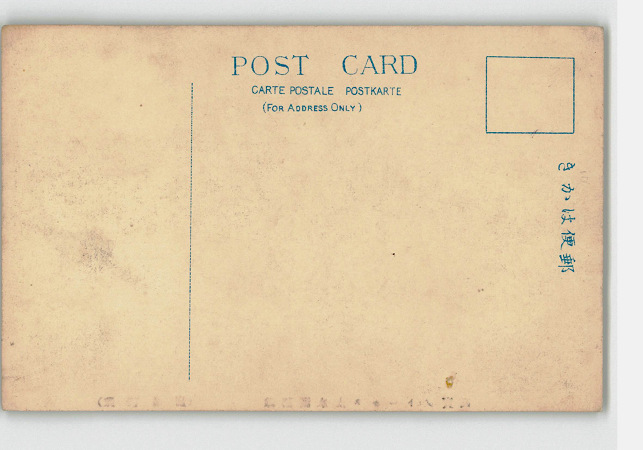 POST CARD
CARTE POSTALE POSTKARTE
(FOR ADDRESS ONLY)
郵便はかき